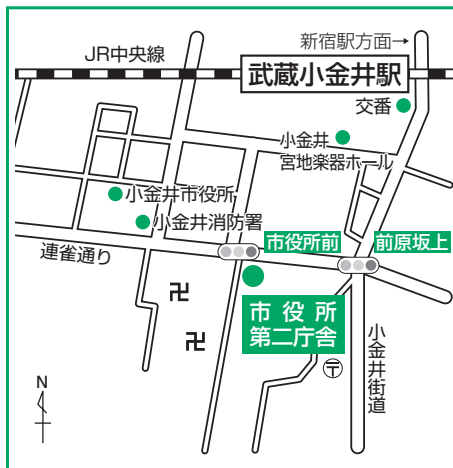 新宿駅方面→
JR中央線
武蔵小金井駅
交番
小金井
宮地楽器ホール
小金井市役所
小金井消防署
連雀通り
市役所前
前原坂上
市役所
第二庁舎
小金井街道
卍
卍
〒
N